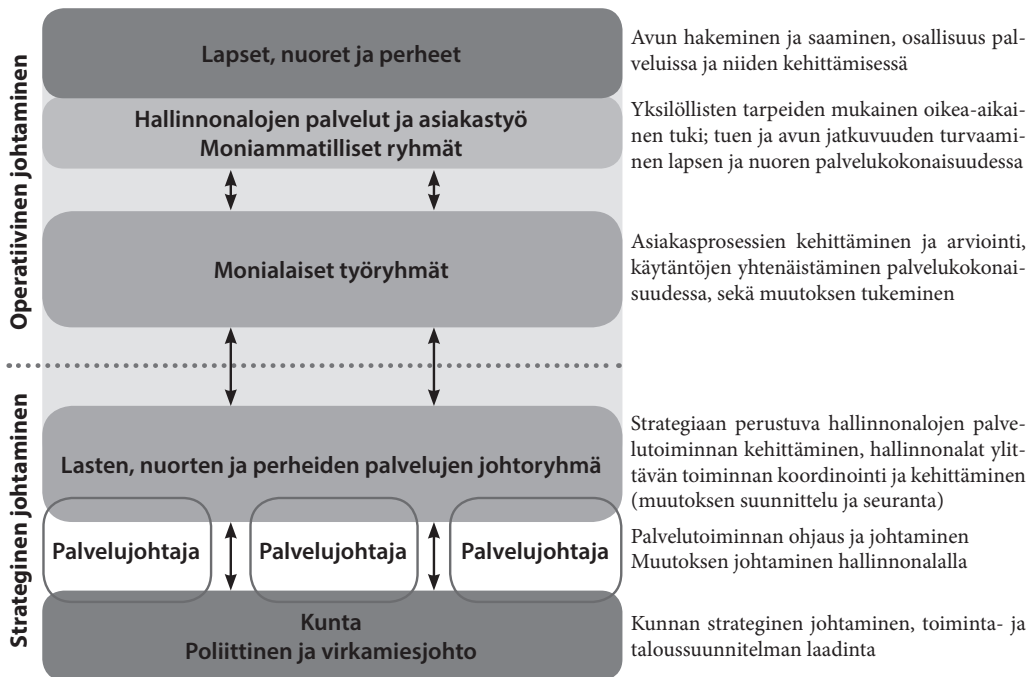 Operatiivinen johtaminen
Lapset, nuoret ja perheet
Avun hakeminen ja saaminen, osallisuus pal-
veluissa ja niiden kehittämisessä
Hallinnonalojen palvelut ja asiakastyö
Moniammatilliset ryhmät
Yksilöllisten tarpeiden mukainen oikea-aikai-
nen tuki; tuen ja avun jatkuvuuden turvaami-
nen lapsen ja nuoren palvelukokonaisuudessa
Monialaiset työryhmät
Asiakasprosessien kehittäminen ja arviointi,
käytäntöjen yhtenäistäminen palvelukokonai-
suudessa, sekä muutoksen tukeminen
Strateginen johtaminen
Lasten, nuorten ja perheiden palvelujen johtoryhmä
Strategiaan perustuva hallinnonalojen palve-
lutoiminnan kehittäminen, hallinnonalat ylit-
tävän toiminnan koordinointi ja kehittäminen
(muutoksen suunnittelu ja seuranta)
Palvelujohtaja
Palvelujohtaja
Palvelujohtaja
Palvelutoiminnan ohjaus ja johtaminen
Muutoksen johtaminen hallinnonalalla
Kunta
Poliittinen ja virkamiesjohto
Kunnan strateginen johtaminen, toiminta- ja
taloussuunnitelman laadinta